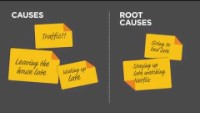 CAUSES
Traffic!!
Leaving the
house late
Waking up
late
ROOT
CAUSES
Going to
bed late
Staying up
late watching
Netflix